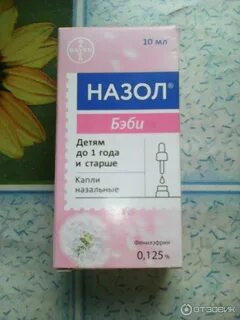 BAYER
10 мл
НАЗОЛ®
Бэби
Детям
до 1 года
и старше
Капли
назальные
Фенилэфрин
0,125%
ОТЗОВИК